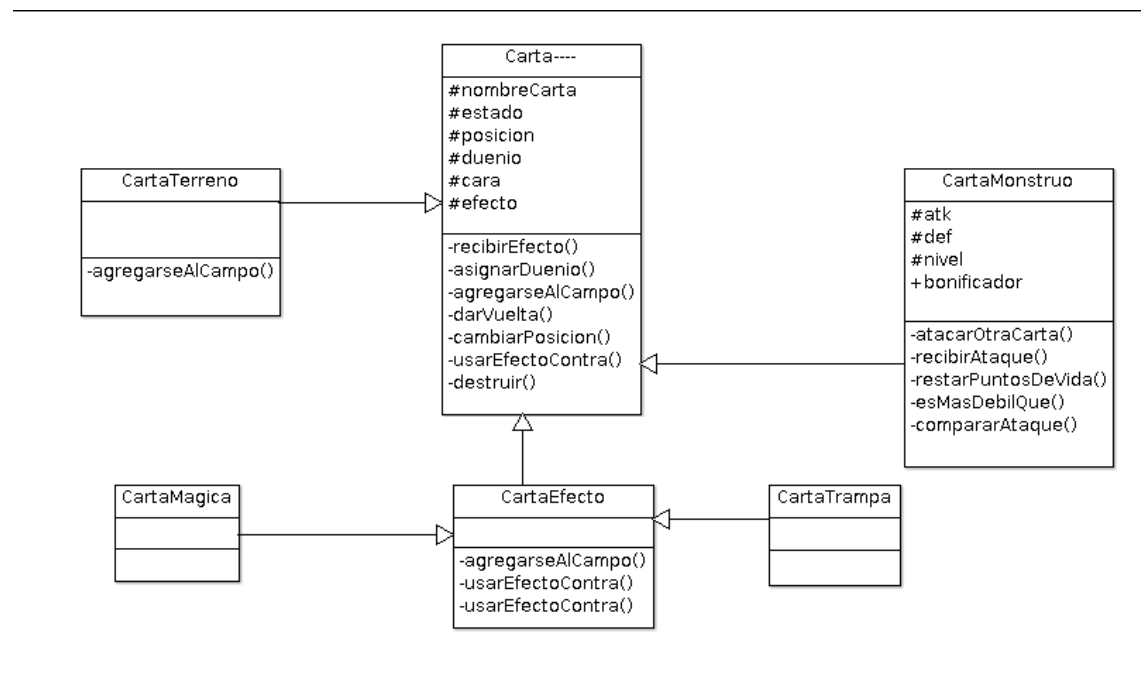 Carta----
#nombreCarta
#estado
#posicion
#duenio
#cara
#efecto
-recibirEfecto()
-asignarDuenio()
-agregarseAlCampo()
-darVuelta()
-cambiarPosicion()
-usarEfectoContra()
-destruir()
CartaTerreno
-agregarseAlCampo()
CartaMonstruo
#atk
#def
#nivel
+bonificador
-atacarOtraCarta()
-recibirAtaque()
-restarPuntosDeVida()
-esMasDebilQue()
-compararAtaque()
CartaMagica
CartaEfecto
-agregarseAlCampo()
-usarEfectoContra()
-usarEfectoContra()
CartaTrampa